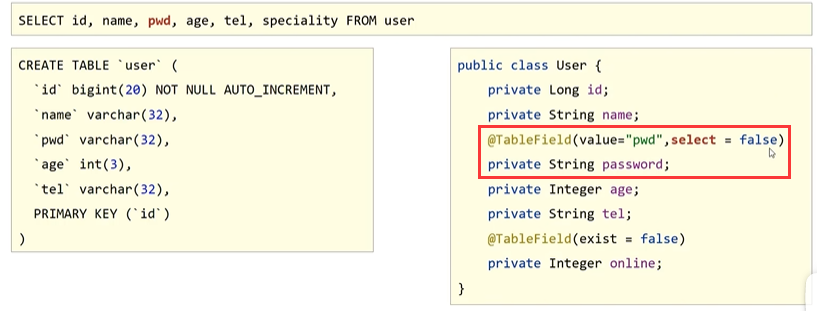 SELECT id, name, pwd, age, tel, speciality FROM user
CREATE TABLE `user` (
`id` bigint(20) NOT NULL AUTO_INCREMENT,
`name` varchar(32),
`pwd` varchar(32),
`age` int(3),
`tel` varchar(32),
PRIMARY KEY (`id`)
)
public class User {
private Long id;
private String name;
@TableField(value="pwd",select = false)
private String password;
private Integer age;
private String tel;
@TableField(exist = false)
private Integer online;
}